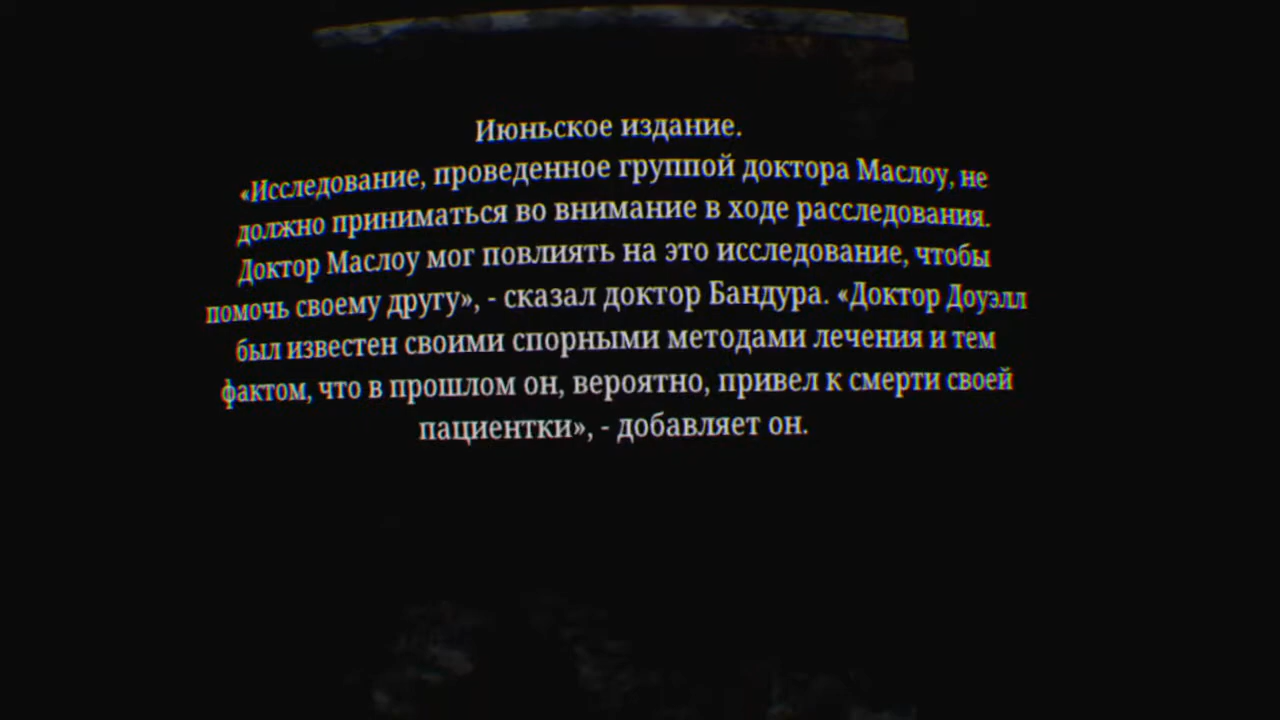 Июньское издание.
«Исследование, проведенное группой доктора Маслоу, не
должно приниматься во внимание в ходе расследования.
Доктор Маслоу мог повлиять на это исследование, чтобы
помочь своему другу», - сказал доктор Бандура. «Доктор Доуэлл
был известен своими спорными методами лечения и тем
фактом, что в прошлом он, вероятно, привел к смерти своей
пациентки», - добавляет он.